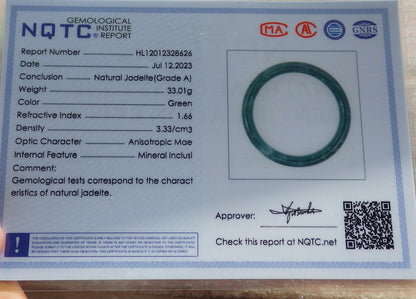 NQTC GEMOLOGICAL INSTITUTE REPORT
MA
AC
GNRS
Report Number HL12012328626
Date Jul 12,2023
Conclusion Natural Jadeite(Grade A)
Weight 33.01g
Color Green
Refractive Index 1.66
Density 3.33/cm3
Optic Character Anisotropic Mae
Internal Feature Mineral Inclusi
Comment:
Gemological tests correspond to the charact
eristics of natural jadeite.
Approver:
Check this report at NQTC.net
!